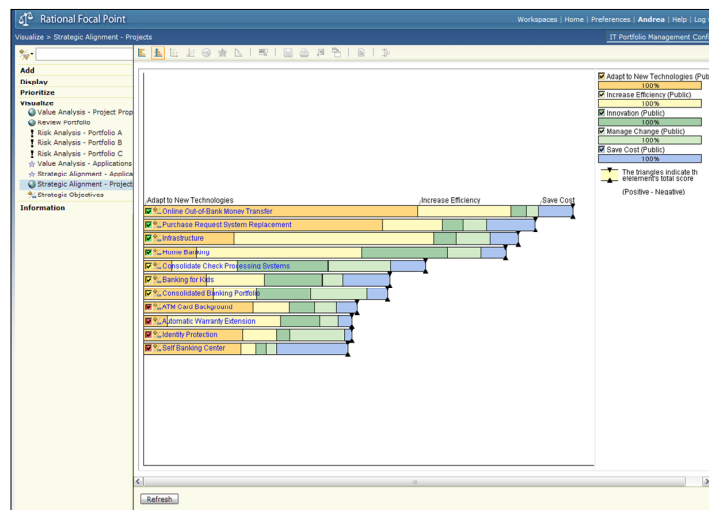 Rational Focal Point
Workspaces | Home | Preferences | Andrea | Help | Log
Visualize > Strategic Alignment - Projects
IT Portfolio Management Confi
Add
Display
Prioritize
Visualize
Value Analysis - Project Prop
Review Portfolio
Risk Analysis - Portfolio A
Risk Analysis - Portfolio B
Risk Analysis - Portfolio C
Value Analysis - Applications
Strategic Alignment - Applica
Strategic Alignment - Project
Strategic Objectives
Information
Adapt to New Technologies
Increase Efficiency
Save Cost
Online Out-of-Bank Money Transfer
Purchase Request System Replacement
Infrastructure
Home Banking
Consolidate Check Processing Systems
Banking for Kids
Consolidated Banking Portfolio
ATM Card Background
Automatic Warranty Extension
Identity Protection
Self Banking Center
Adapt to New Technologies (Pub
100%
Increase Efficiency (Public)
100%
Innovation (Public)
100%
Manage Change (Public)
100%
Save Cost (Public)
100%
The triangles indicate th
elelement's total score
(Positive - Negative)
Refresh